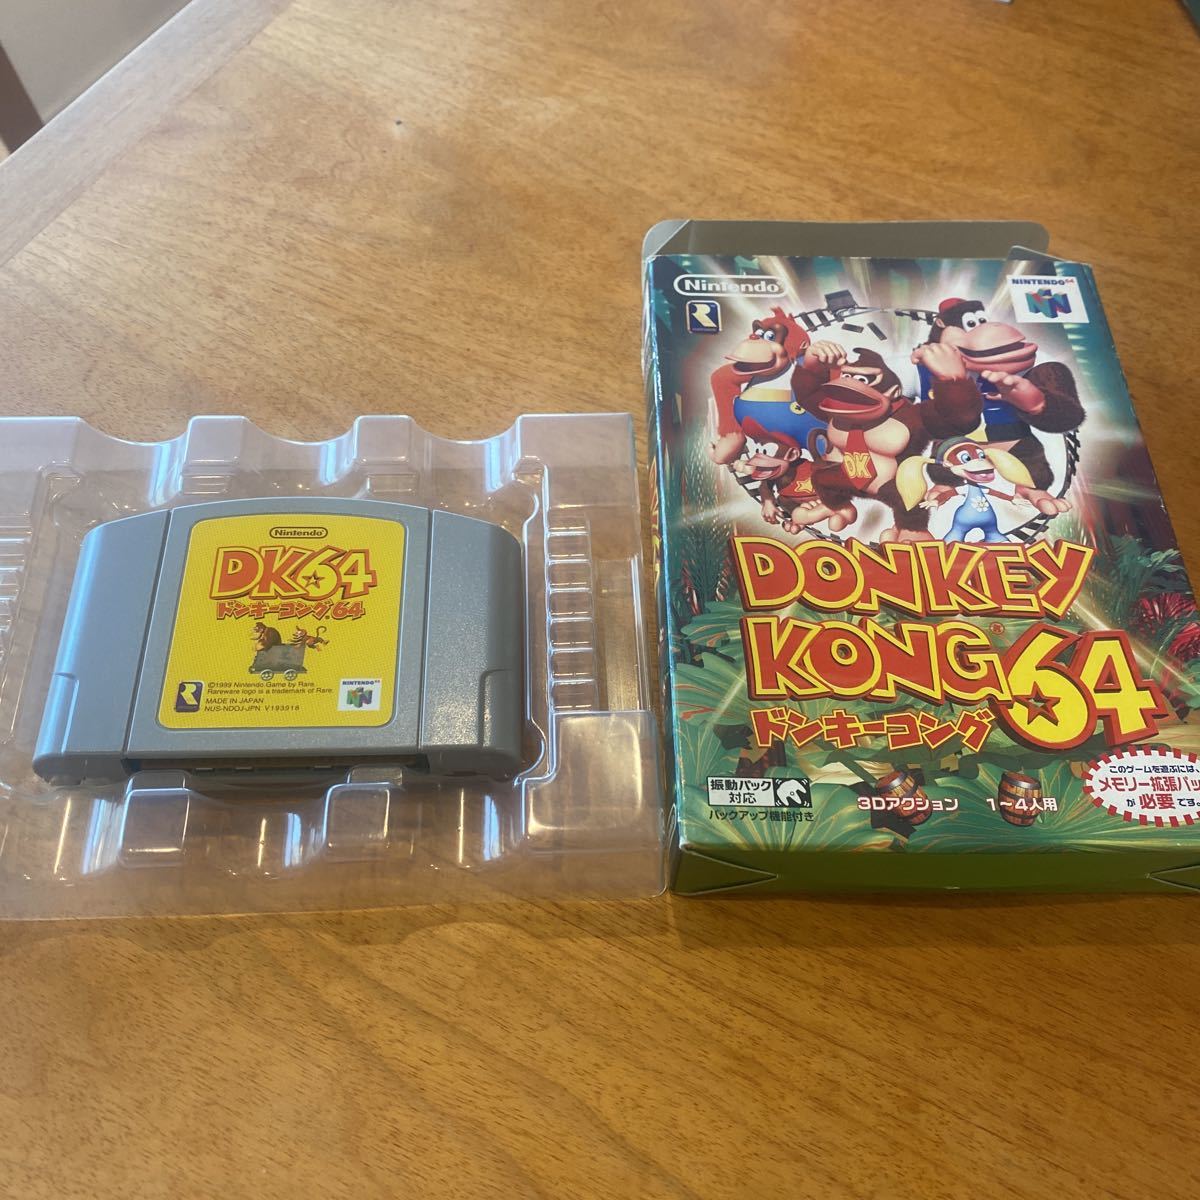 Nintendo
DK64
ドンキーコング64
©1999 Nintendo.Game by Rare.
Rareware logo is a trademark of Rare.
MADE IN JAPAN
NUS-NDOJ-JPN V193918
NINTENDO64
Nintendo
NINTENDO64
DK
DONKEY
KONG 64
ドンキーコング
振動パック
対応
バックアップ機能付き
3Dアクション
1〜4人用
このゲームを遊ぶには、
メモリー拡張パッ
が必要です。